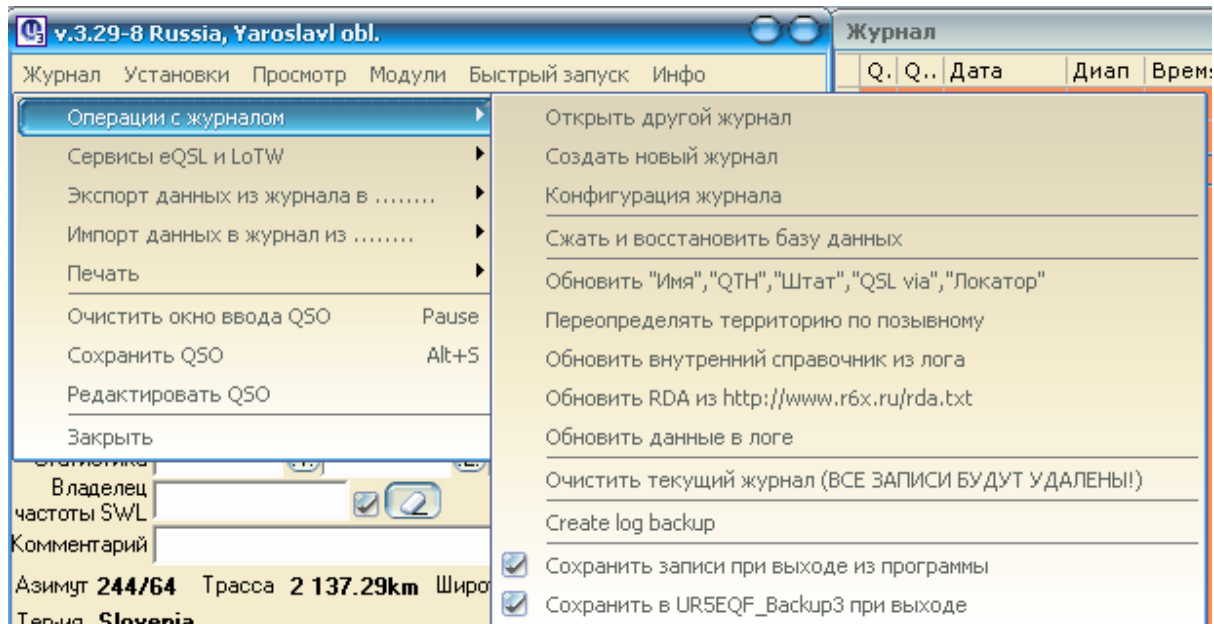 v.3.29-8 Russia, Yaroslavl obl.
Журнал Установки Просмотр Модули Быстрый запуск Инфо
Операции с журналом
Сервисы eQSL и LoTW
Экспорт данных из журнала в ........
Импорт данных в журнал из ........
Печать
Очистить окно ввода QSO Pause
Сохранить QSO Alt+S
Редактировать QSO
Закрыть
Открыть другой журнал
Создать новый журнал
Конфигурация журнала
Сжать и восстановить базу данных
Обновить "Имя","QTH","Штат","QSL via","Локатор"
Переопределять территорию по позывному
Обновить внутренний справочник из лога
Обновить RDA из http://www.r6x.ru/rda.txt
Обновить данные в логе
Очистить текущий журнал (ВСЕ ЗАПИСИ БУДУТ УДАЛЕНЫ!)
Create log backup
Сохранить записи при выходе из программы
Сохранить в UR5EQF_Backup3 при выходе
Журнал
Q. Q.. Дата Диап Время
Статистика
Владелец
частоты SWL
Комментарий
Азимут 244/64 Трасса 2 137.29km Широ
Тер-ия Slovenia